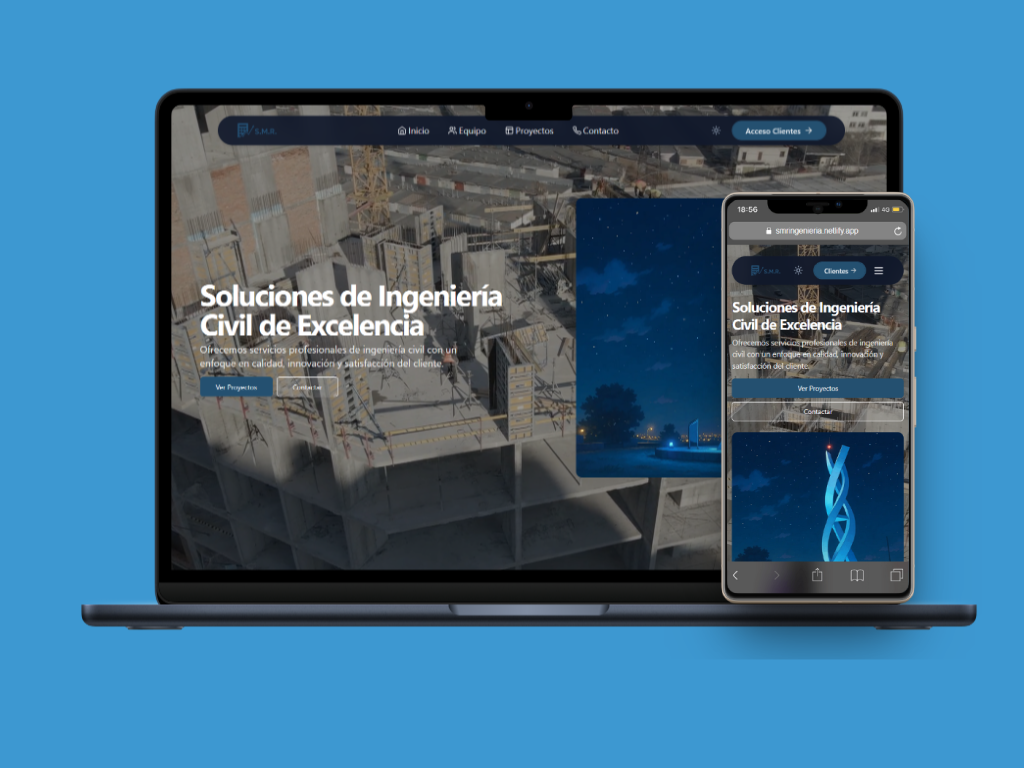 S.M.R.
Inicio
Equipo
Proyectos
Contacto
Acceso Clientes →
Soluciones de Ingeniería
Civil de Excelencia
Ofrecemos servicios profesionales de ingeniería civil con un
enfoque en calidad, innovación y satisfacción del cliente.
Ver Proyectos
Contactar
18:56
4G
smringenieria.netlify.app
S.M.R.
Clientes →
Soluciones de Ingeniería
Civil de Excelencia
Ofrecemos servicios profesionales de ingeniería
civil con un enfoque en calidad, innovación y
satisfacción del cliente.
Ver Proyectos
Contactar